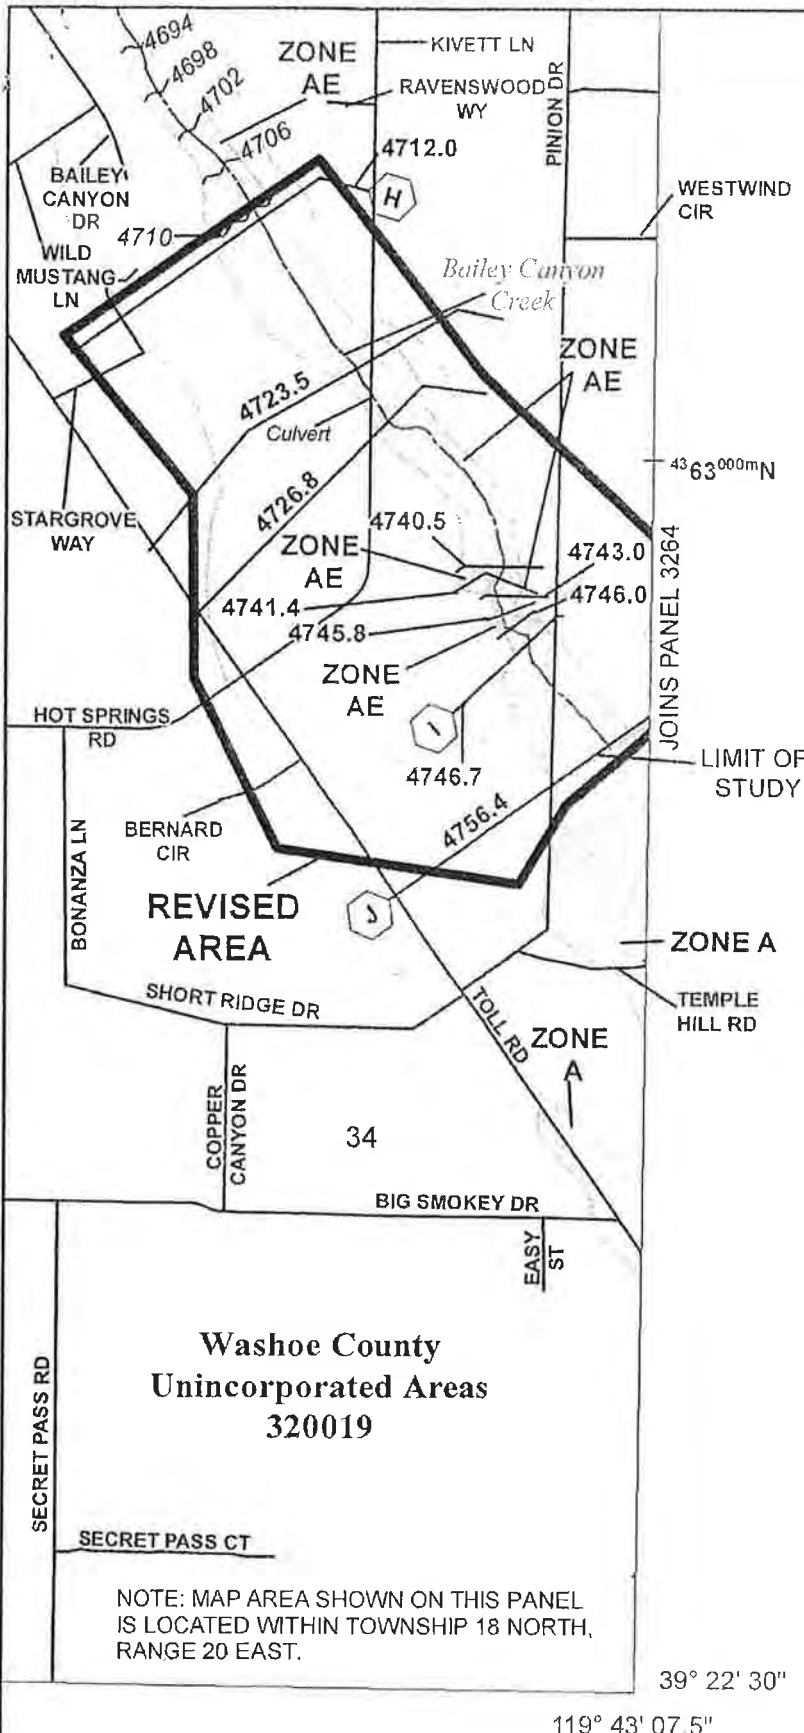 4694
4698
4702
4706
ZONE
AE
KIVETT LN
RAVENSWOOD
WY
PINION DR
4712.0
H
WESTWIND
CIR
BAILEY
CANYON
DR
4710
WILD
MUSTANG
LN
Bailey Canyon
Creek
ZONE
AE
4723.5
Culvert
4363000mN
4726.8
STARGROVE
WAY
4740.5
ZONE
AE
4743.0
4741.4
4746.0
4745.8
JOINS PANEL 3264
ZONE
AE
HOT SPRINGS
RD
I
4746.7
LIMIT OF
STUDY
4756.4
BERNARD
CIR
BONANZA LN
REVISED
AREA
J
ZONE A
SHORT RIDGE DR
TOLL RD
TEMPLE
HILL RD
ZONE
A
COPPER
CANYON DR
34
BIG SMOKEY DR
EASY
ST
Washoe County
Unincorporated Areas
320019
SECRET PASS RD
SECRET PASS CT
NOTE: MAP AREA SHOWN ON THIS PANEL
IS LOCATED WITHIN TOWNSHIP 18 NORTH,
RANGE 20 EAST.
39° 22' 30"
119° 43' 07.5"